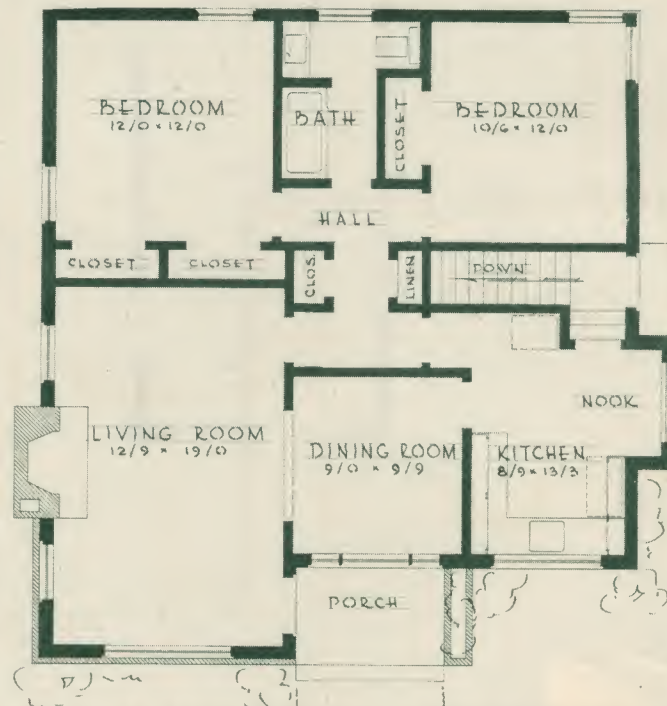 BEDROOM
12/0 × 12/0
BATH
CLOSET
BEDROOM
10/6 × 12/0
HALL
CLOSET
CLOSET
CLOS.
LINEN
DOWN
LIVING ROOM
12/9 × 19/0
DINING ROOM
9/0 × 9/9
NOOK
KITCHEN
8/9 × 13/3
PORCH